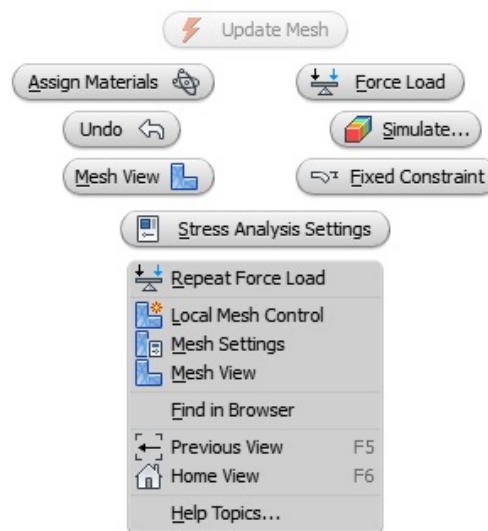 Update Mesh
Assign Materials
Force Load
Undo
Simulate...
Mesh View
Fixed Constraint
Stress Analysis Settings
Repeat Force Load
Local Mesh Control
Mesh Settings
Mesh View
Find in Browser
Previous View F5
Home View F6
Help Topics...